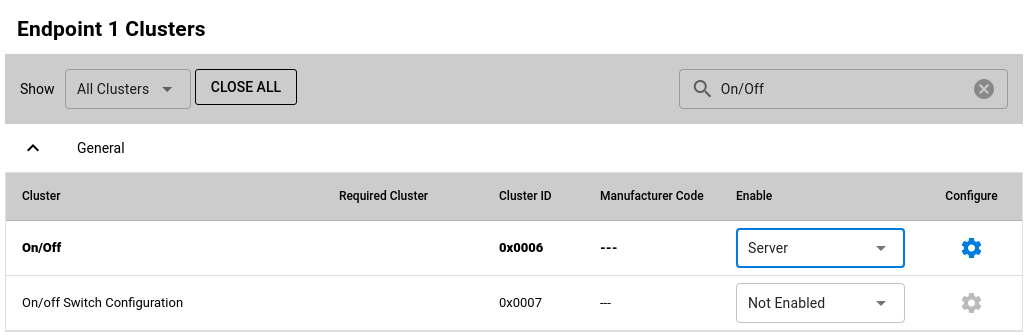 Endpoint 1 Clusters
Show All Clusters CLOSE ALL On/Off
General
Cluster Required Cluster Cluster ID Manufacturer Code Enable Configure
On/Off 0x0006 --- Server
On/off Switch Configuration 0x0007 --- Not Enabled